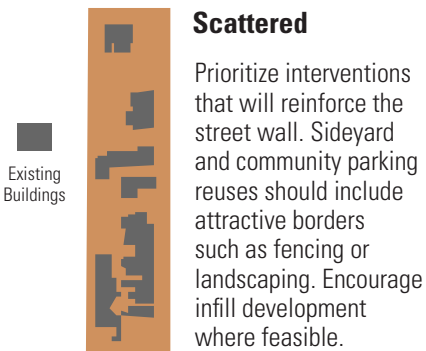 Scattered
Prioritize interventions
that will reinforce the
street wall. Sideyard
and community parking
reuses should include
attractive borders
such as fencing or
landscaping. Encourage
infill development
where feasible.
Existing
Buildings